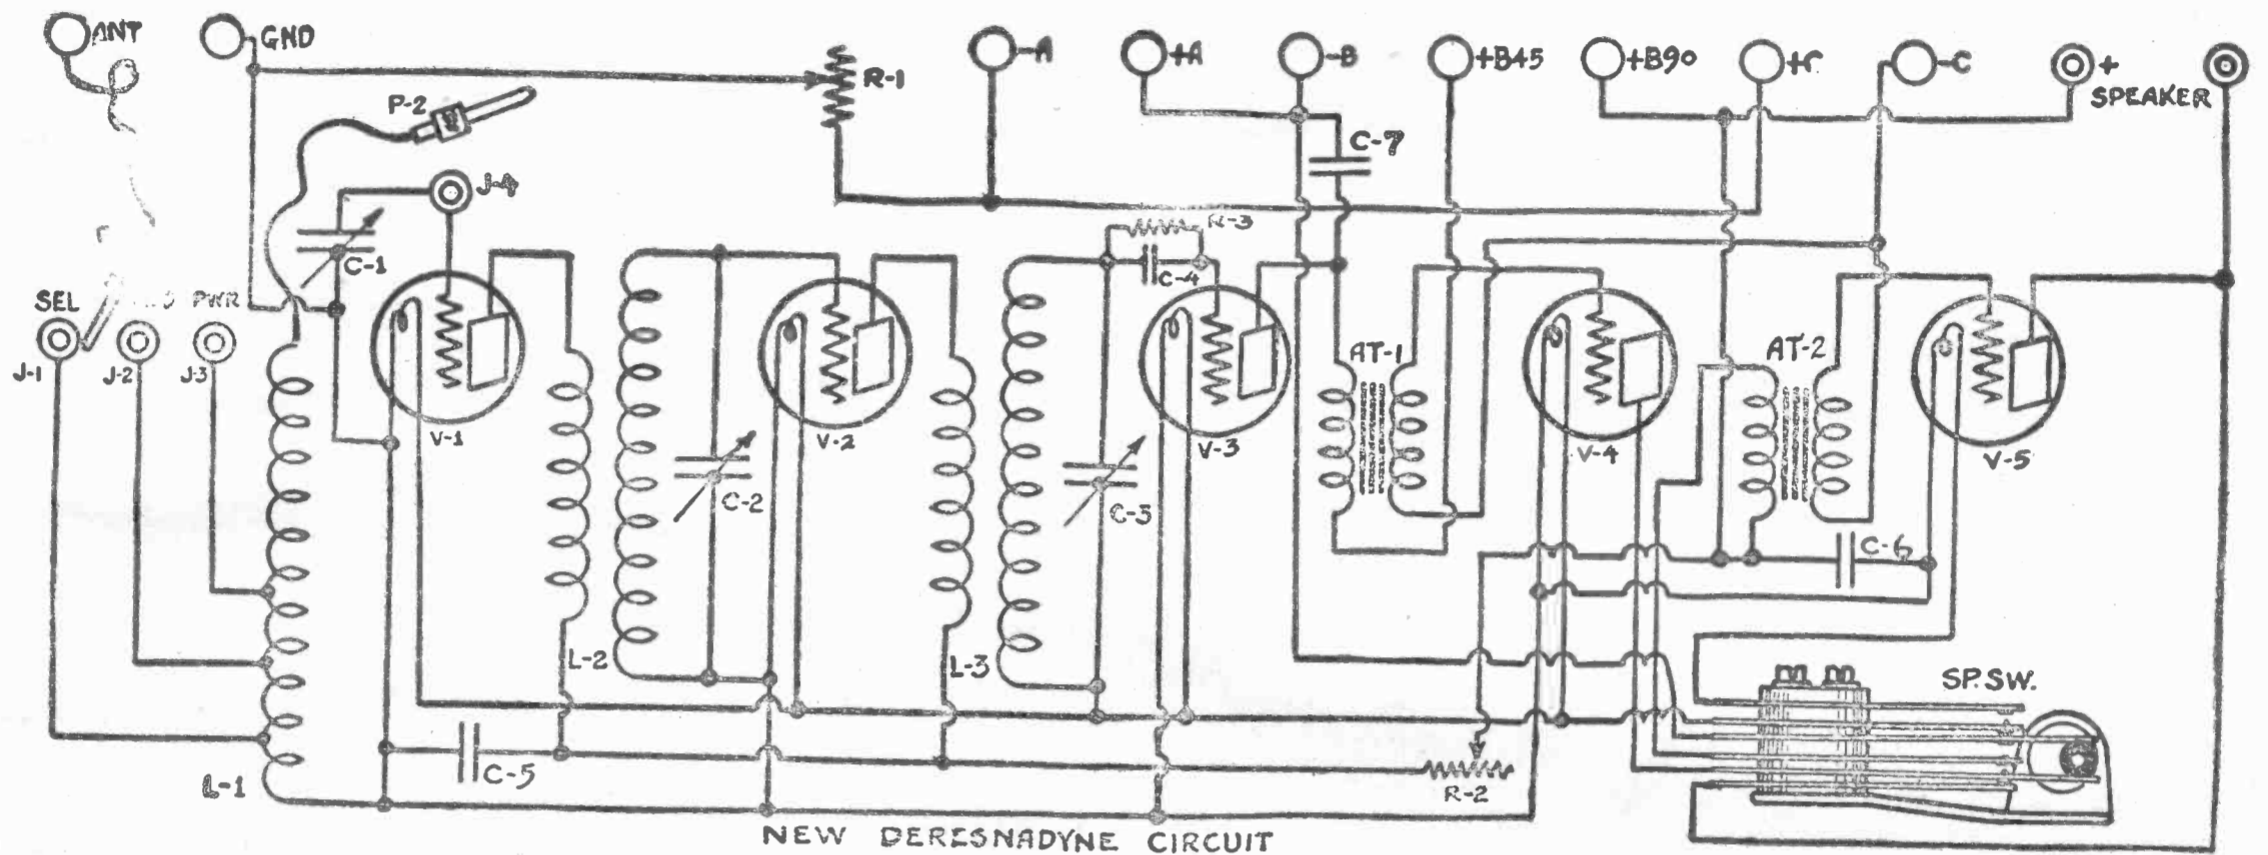 ANT
GND
-A
+A
-B
+B45
+B90
-C
+
SPEAKER
R-1
P-2
J-4
C-7
C-1
R-3
C-4
SEL
PWR
J-1
J-2
J-3
AT-1
AT-2
V-1
V-2
V-3
V-4
V-5
C-2
C-3
C-6
L-2
L-3
SP.SW.
L-1
C-5
R-2
NEW DERESNADYNE CIRCUIT